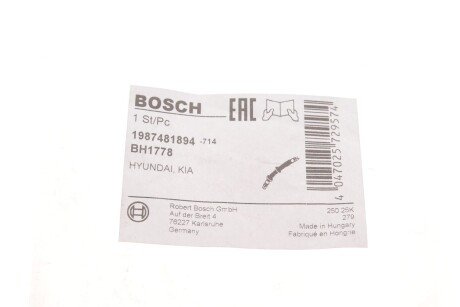 BOSCH
EAC
1 St/Pc
1987481894 -714
BH1778
HYUNDAI, KIA
4 047025 729574
Robert Bosch GmbH
Auf der Breit 4
76227 Karlsruhe
Germany
250.25K
279
Made in Hungary
Fabriqué en Hongrie